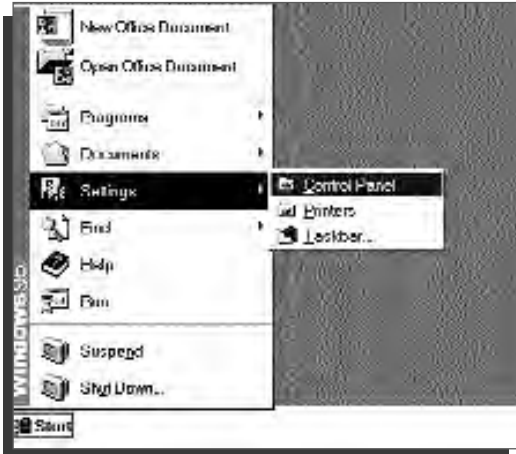 New Office Document
Open Office Document
Programs
Documents
Settings
Control Panel
Printers
Taskbar...
Find
Help
Run
Suspend
Shut Down...
Start